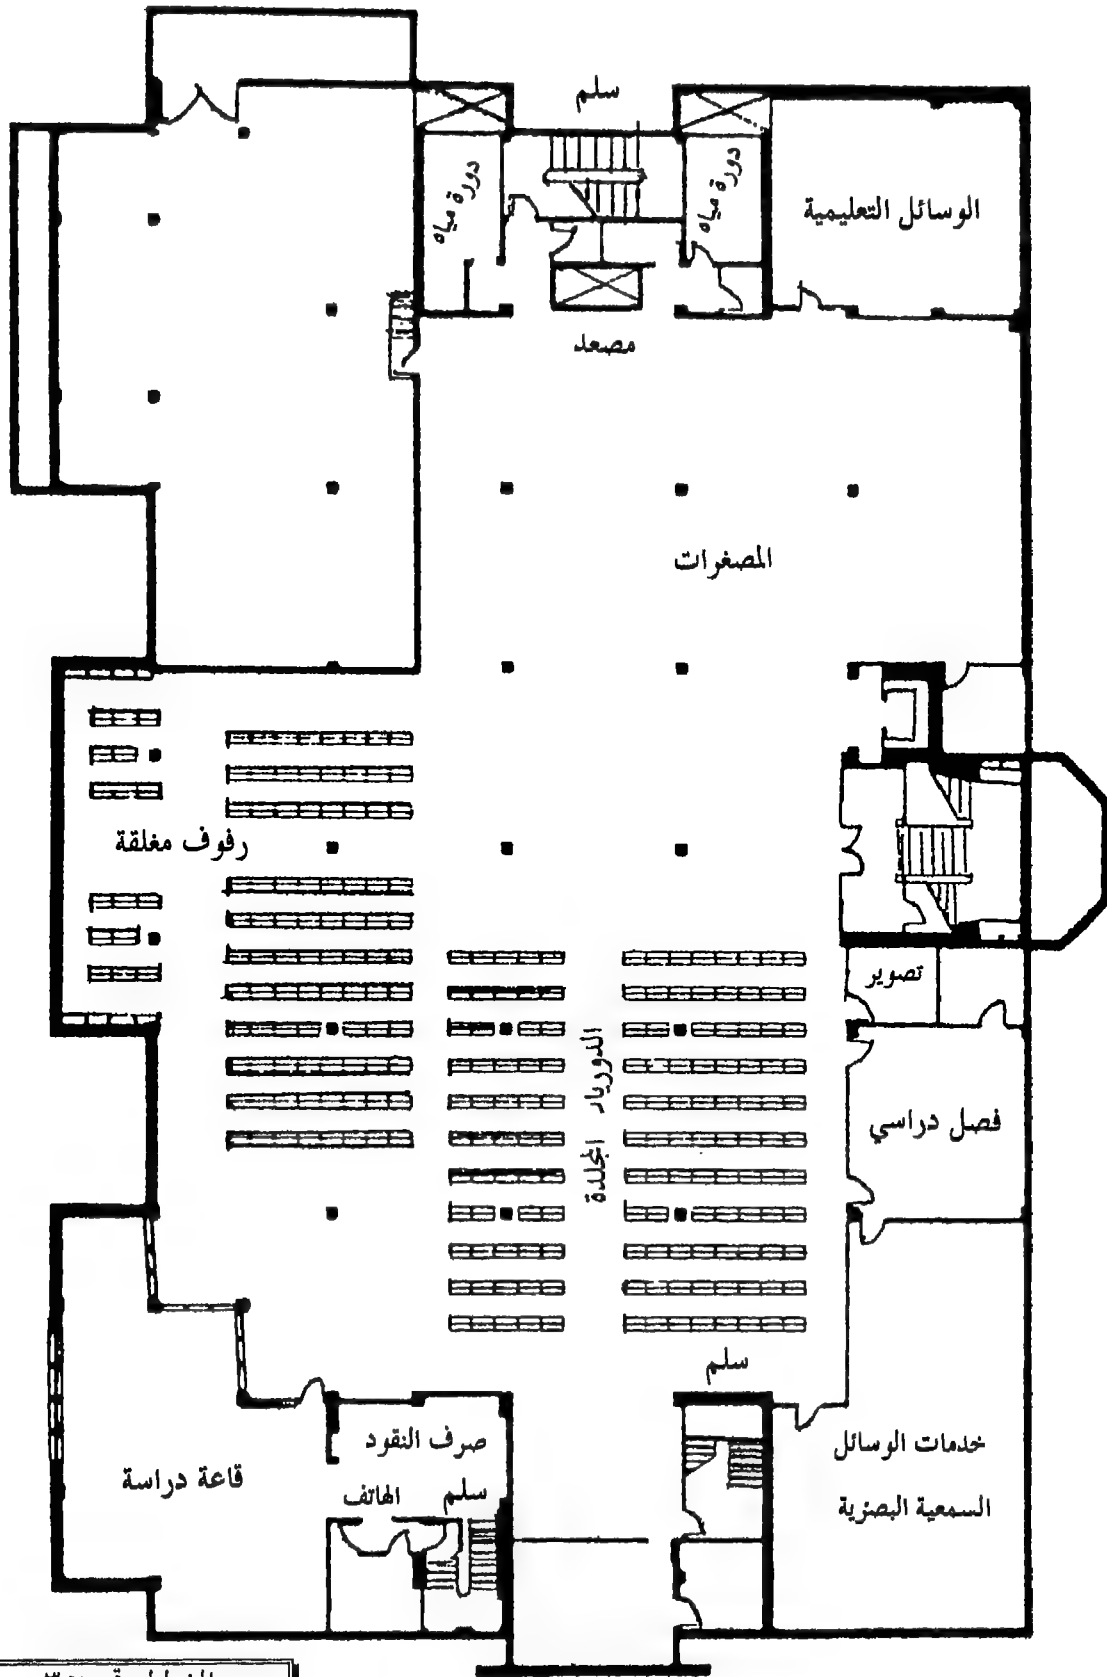 سلم
دورة مياه
دورة مياه
الوسائل التعليمية
مصعد
المصغرات
رفوف مغلقة
تصوير
الدوريار المجلدة
فصل دراسي
سلم
صرف النقود
خدمات الوسائل
السمعية البصرية
قاعة دراسة
الهاتف
سلم